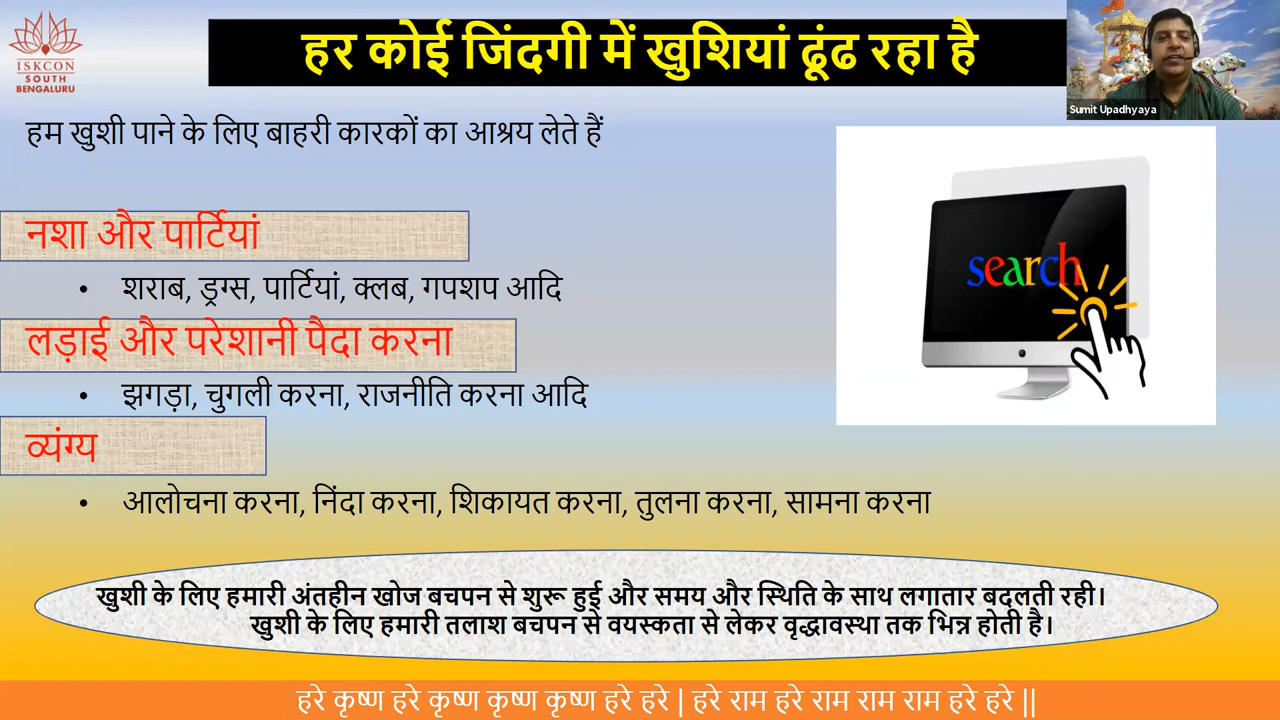 ISKCON
SOUTH
BENGALURU
हर कोई जिंदगी में खुशियां ढूंढ रहा है
Sumit Upadhyaya
हम खुशी पाने के लिए बाहरी कारकों का आश्रय लेते हैं
नशा और पार्टियां
• शराब, ड्रग्स, पार्टियां, क्लब, गपशप आदि
लड़ाई और परेशानी पैदा करना
• झगड़ा, चुगली करना, राजनीति करना आदि
व्यंग्य
• आलोचना करना, निंदा करना, शिकायत करना, तुलना करना, सामना करना
search
खुशी के लिए हमारी अंतहीन खोज बचपन से शुरू हुई और समय और स्थिति के साथ लगातार बदलती रही।
खुशी के लिए हमारी तलाश बचपन से वयस्कता से लेकर वृद्धावस्था तक भिन्न होती है।
हरे कृष्ण हरे कृष्ण कृष्ण कृष्ण हरे हरे | हरे राम हरे राम राम राम हरे हरे ||